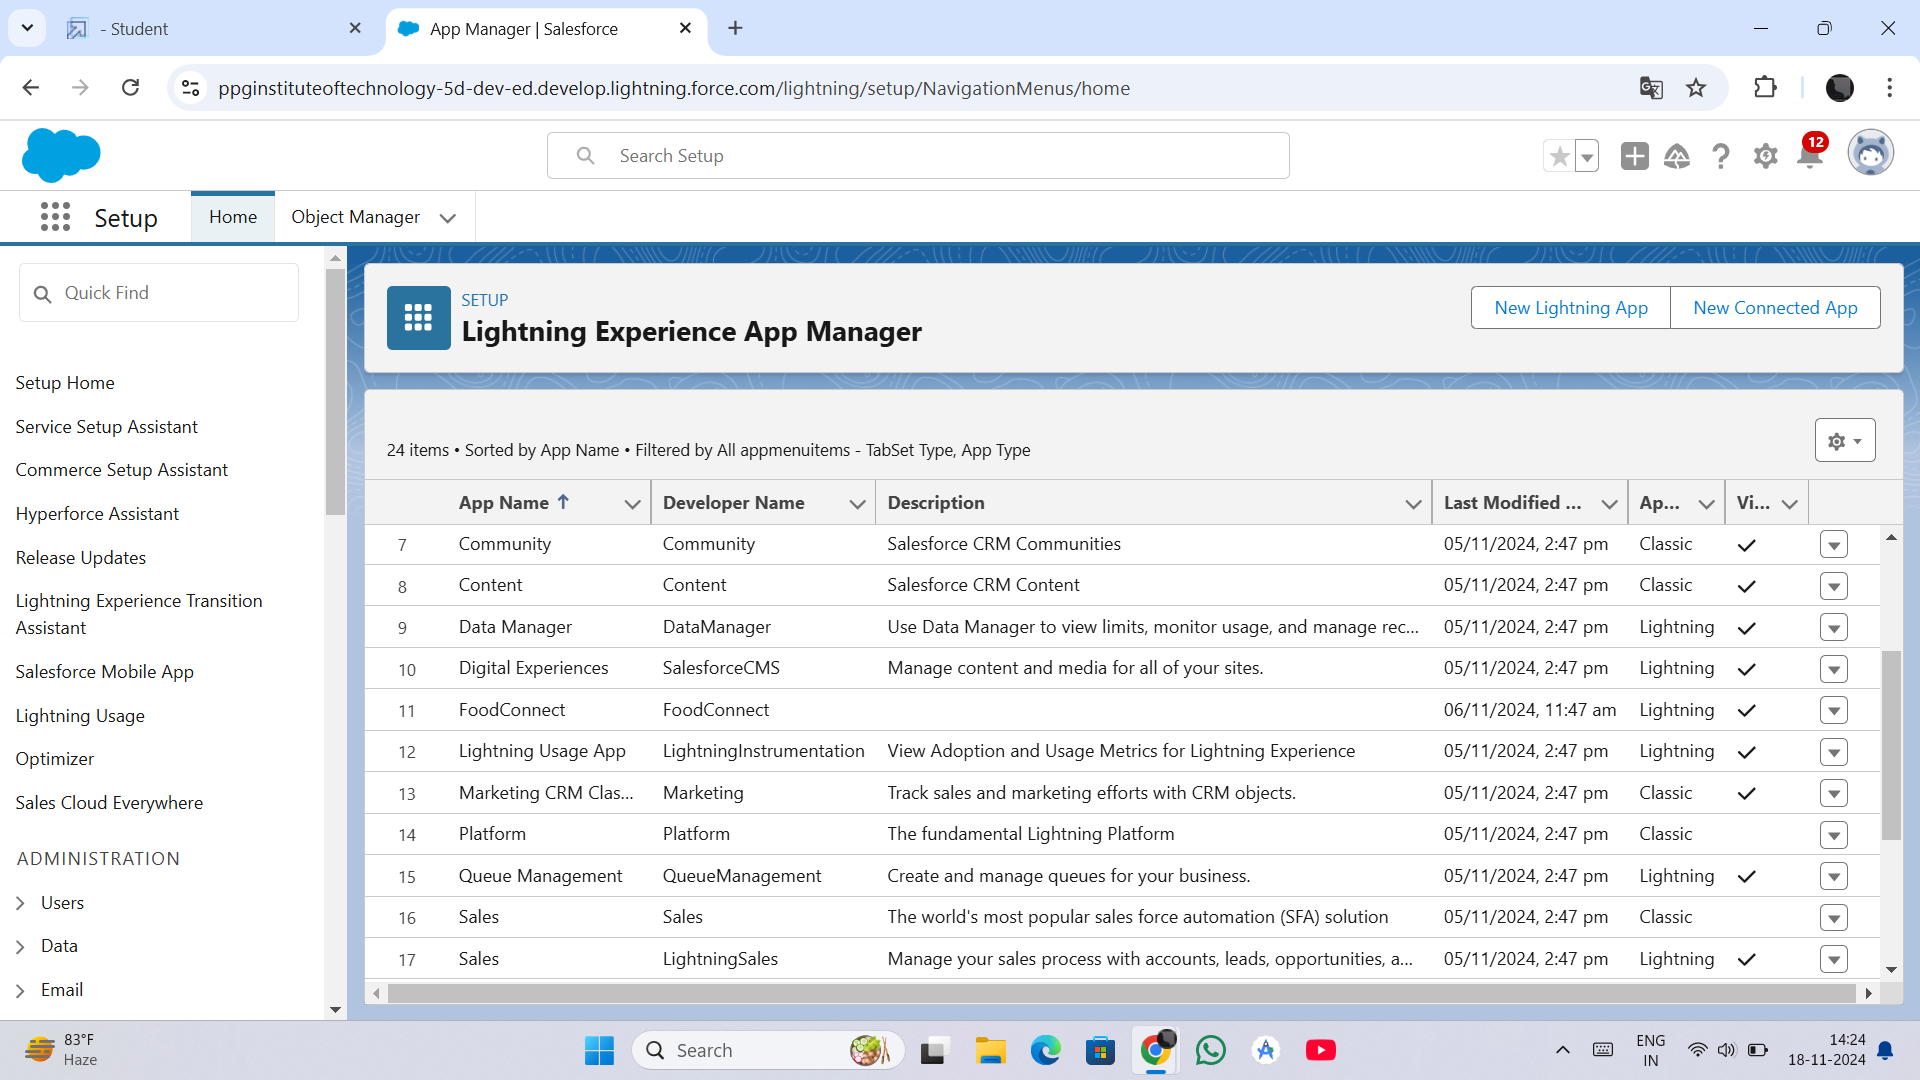 - Student
App Manager | Salesforce
ppginstituteoftechnology-5d-dev-ed.develop.lightning.force.com/lightning/setup/NavigationMenus/home
Search Setup
12
Setup
Home
Object Manager
Quick Find
Setup Home
Service Setup Assistant
Commerce Setup Assistant
Hyperforce Assistant
Release Updates
Lightning Experience Transition
Assistant
Salesforce Mobile App
Lightning Usage
Optimizer
Sales Cloud Everywhere
ADMINISTRATION
Users
Data
Email
SETUP
Lightning Experience App Manager
New Lightning App
New Connected App
24 items • Sorted by App Name • Filtered by All appmenuitems - TabSet Type, App Type
App Name Developer Name Description Last Modified ... Ap... Vi...
7 Community Community Salesforce CRM Communities 05/11/2024, 2:47 pm Classic
8 Content Content Salesforce CRM Content 05/11/2024, 2:47 pm Classic
9 Data Manager DataManager Use Data Manager to view limits, monitor usage, and manage rec... 05/11/2024, 2:47 pm Lightning
10 Digital Experiences SalesforceCMS Manage content and media for all of your sites. 05/11/2024, 2:47 pm Lightning
11 FoodConnect FoodConnect 06/11/2024, 11:47 am Lightning
12 Lightning Usage App LightningInstrumentation View Adoption and Usage Metrics for Lightning Experience 05/11/2024, 2:47 pm Lightning
13 Marketing CRM Clas... Marketing Track sales and marketing efforts with CRM objects. 05/11/2024, 2:47 pm Classic
14 Platform Platform The fundamental Lightning Platform 05/11/2024, 2:47 pm Classic
15 Queue Management QueueManagement Create and manage queues for your business. 05/11/2024, 2:47 pm Lightning
16 Sales Sales The world's most popular sales force automation (SFA) solution 05/11/2024, 2:47 pm Classic
17 Sales LightningSales Manage your sales process with accounts, leads, opportunities, a... 05/11/2024, 2:47 pm Lightning
83°F
Haze
Search
ENG
IN
14:24
18-11-2024